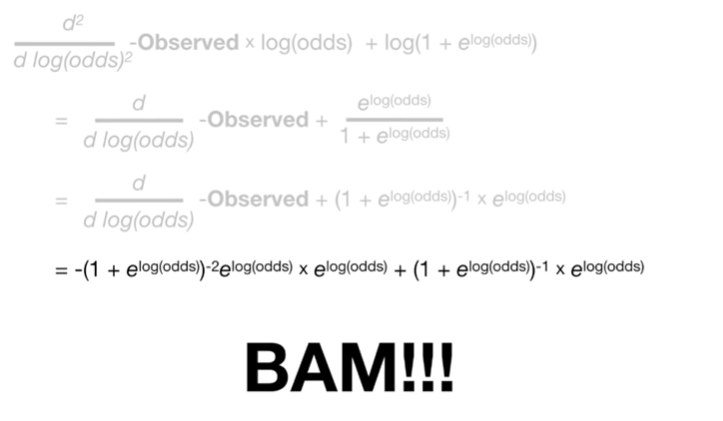 d²
d log(odds)² -Observed x log(odds) + log(1 + e^log(odds))
= d / d log(odds) -Observed + e^log(odds) / 1 + e^log(odds)
= d / d log(odds) -Observed + (1 + e^log(odds))^-1 x e^log(odds)
= -(1 + e^log(odds))^-2 e^log(odds) x e^log(odds) + (1 + e^log(odds))^-1 x e^log(odds)
BAM!!!